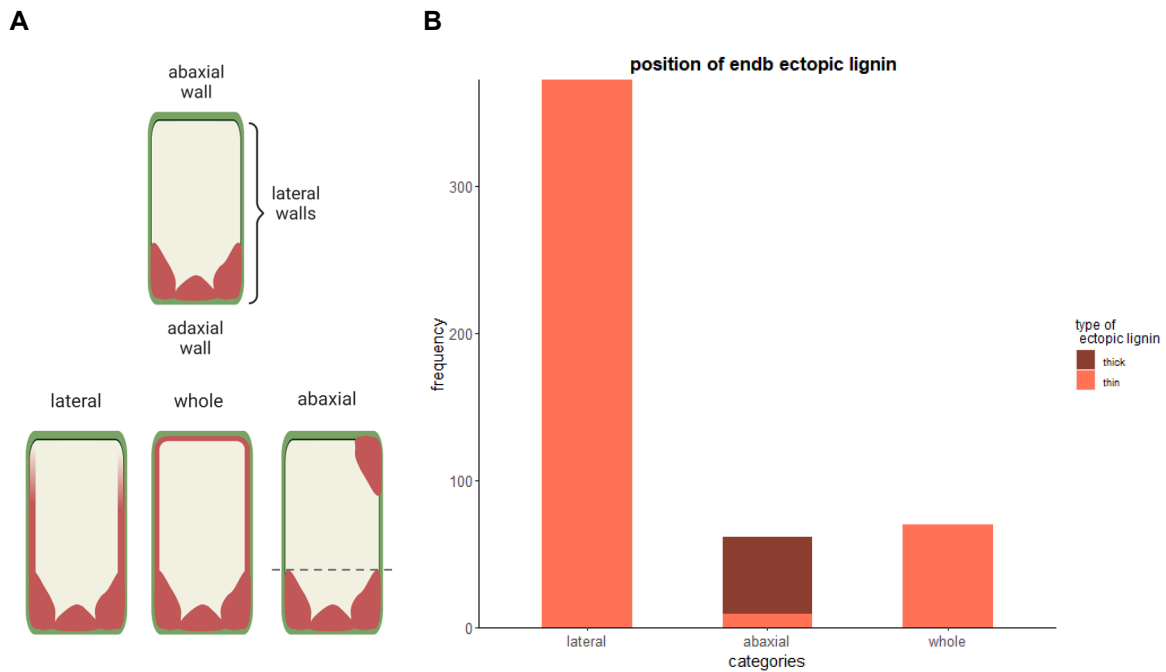 A
abaxial
wall
lateral
walls
adaxial
wall
lateral
whole
abaxial
B
position of endb ectopic lignin
frequency
300
200
100
0
lateral
abaxial
whole
categories
type of
ectopic lignin
thick
thin